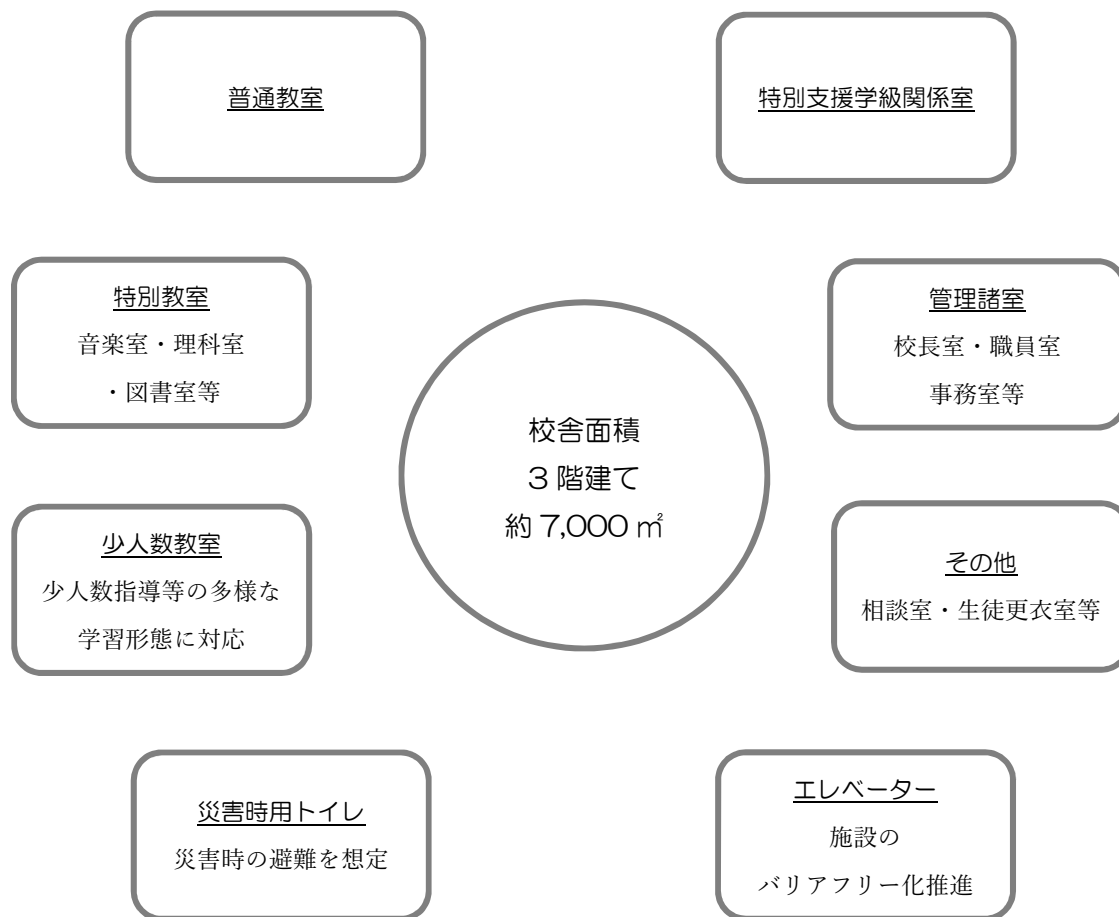 普通教室
特別支援学級関係室
特別教室
音楽室・理科室
・図書室等
管理諸室
校長室・職員室
事務室等
校舎面積
3 階建て
約 7,000 ㎡
少人数教室
少人数指導等の多様な
学習形態に対応
その他
相談室・生徒更衣室等
災害時用トイレ
災害時の避難を想定
エレベーター
施設の
バリアフリー化推進